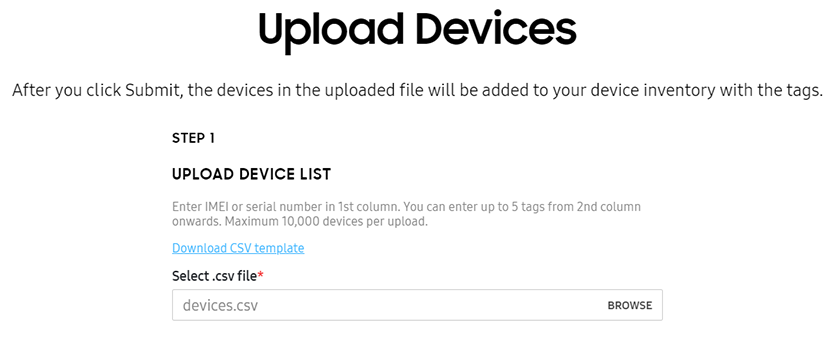 Upload Devices
After you click Submit, the devices in the uploaded file will be added to your device inventory with the tags.
STEP 1
UPLOAD DEVICE LIST
Enter IMEI or serial number in 1st column. You can enter up to 5 tags from 2nd column
onwards. Maximum 10,000 devices per upload.
Download CSV template
Select .csv file*
devices.csv BROWSE